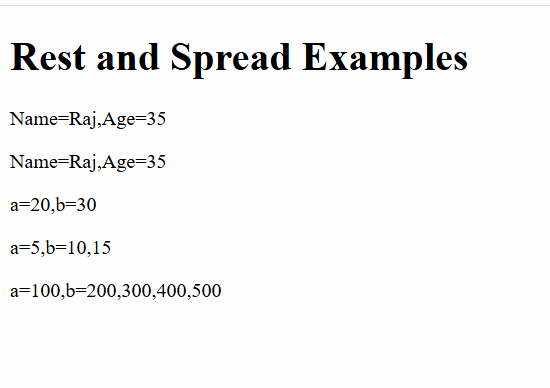 Rest and Spread Examples
Name=Raj,Age=35
Name=Raj,Age=35
a=20,b=30
a=5,b=10,15
a=100,b=200,300,400,500